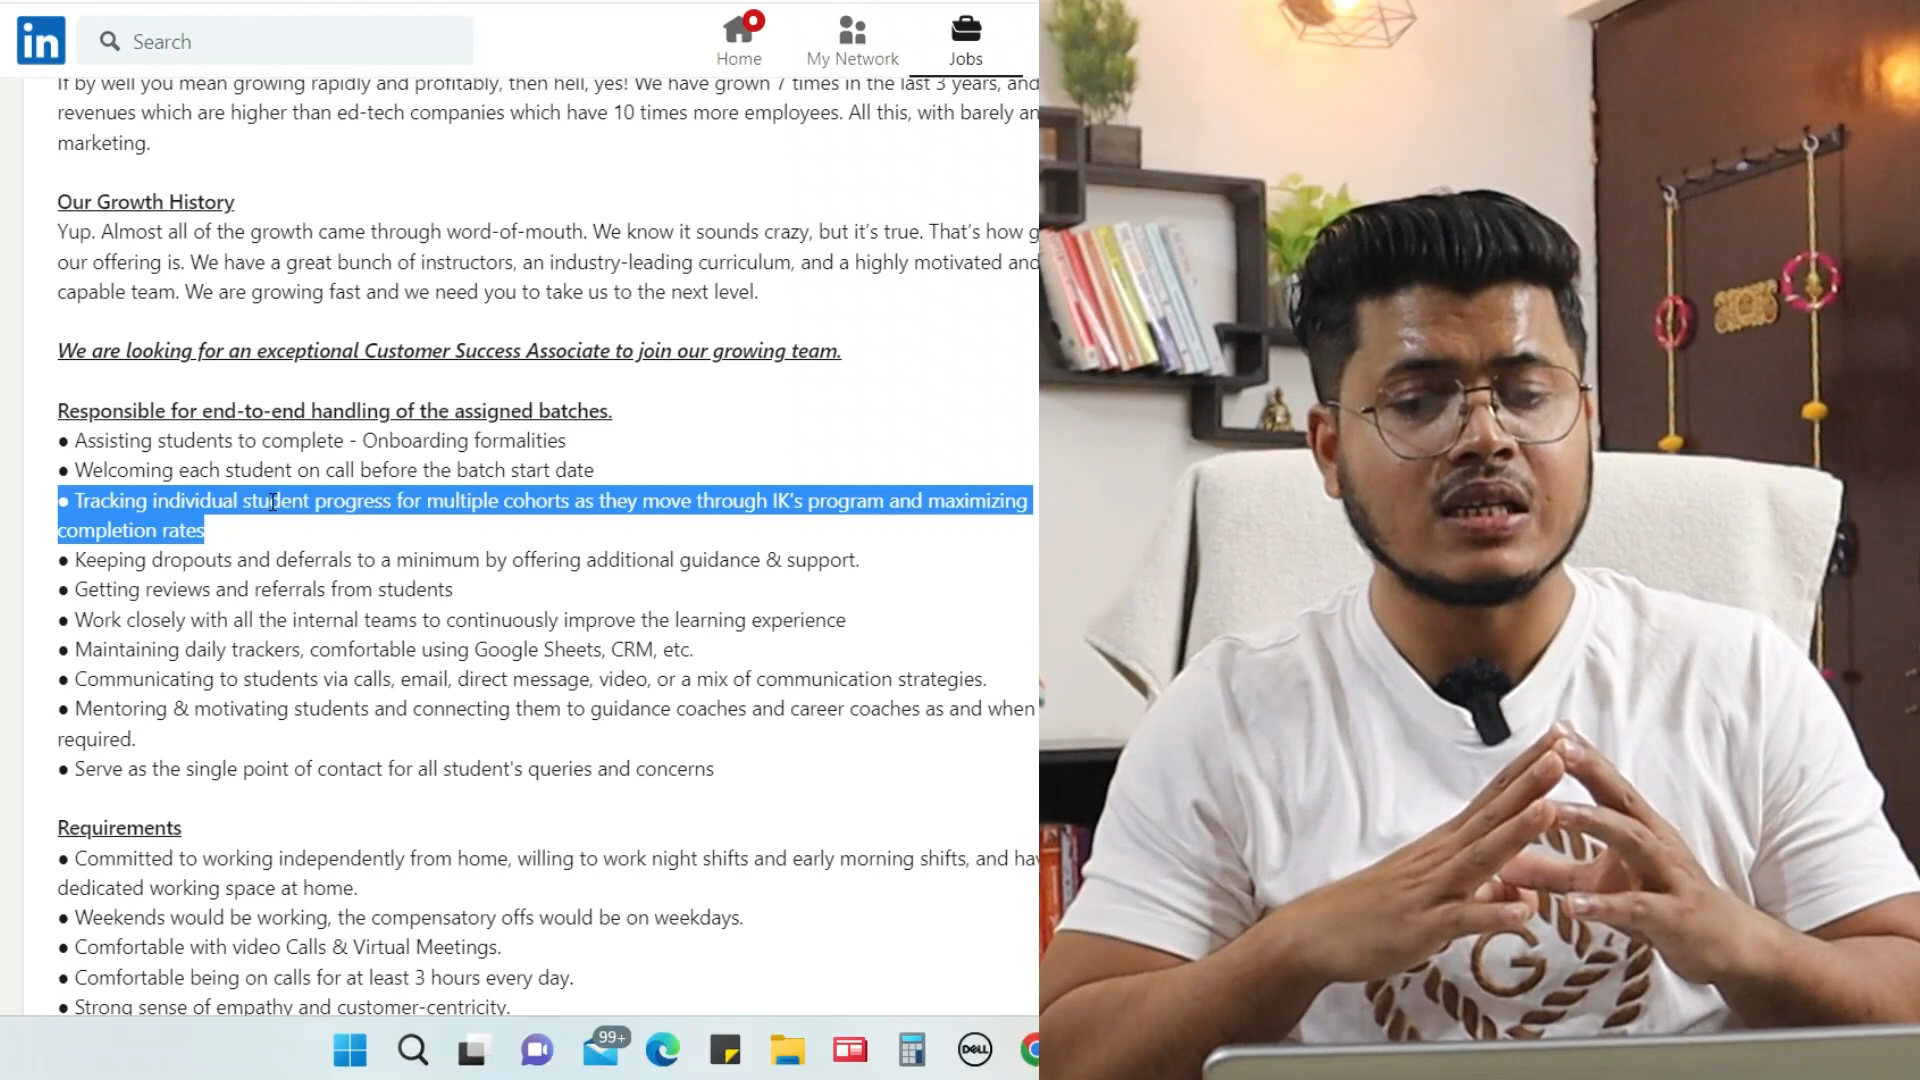 in
Search
Home
My Network
Jobs
If by well you mean growing rapidly and profitably, then hell, yes! We have grown 7 times in the last 3 years, and
revenues which are higher than ed-tech companies which have 10 times more employees. All this, with barely an
marketing.
Our Growth History
Yup. Almost all of the growth came through word-of-mouth. We know it sounds crazy, but it's true. That's how g
our offering is. We have a great bunch of instructors, an industry-leading curriculum, and a highly motivated and
capable team. We are growing fast and we need you to take us to the next level.
We are looking for an exceptional Customer Success Associate to join our growing team.
Responsible for end-to-end handling of the assigned batches.
● Assisting students to complete - Onboarding formalities
● Welcoming each student on call before the batch start date
● Tracking individual student progress for multiple cohorts as they move through IK's program and maximizing
completion rates
● Keeping dropouts and deferrals to a minimum by offering additional guidance & support.
● Getting reviews and referrals from students
● Work closely with all the internal teams to continuously improve the learning experience
● Maintaining daily trackers, comfortable using Google Sheets, CRM, etc.
● Communicating to students via calls, email, direct message, video, or a mix of communication strategies.
● Mentoring & motivating students and connecting them to guidance coaches and career coaches as and when
required.
● Serve as the single point of contact for all student's queries and concerns
Requirements
● Committed to working independently from home, willing to work night shifts and early morning shifts, and ha
dedicated working space at home.
● Weekends would be working, the compensatory offs would be on weekdays.
● Comfortable with video Calls & Virtual Meetings.
● Comfortable being on calls for at least 3 hours every day.
● Strong sense of empathy and customer-centricity.
99+
DELL
G